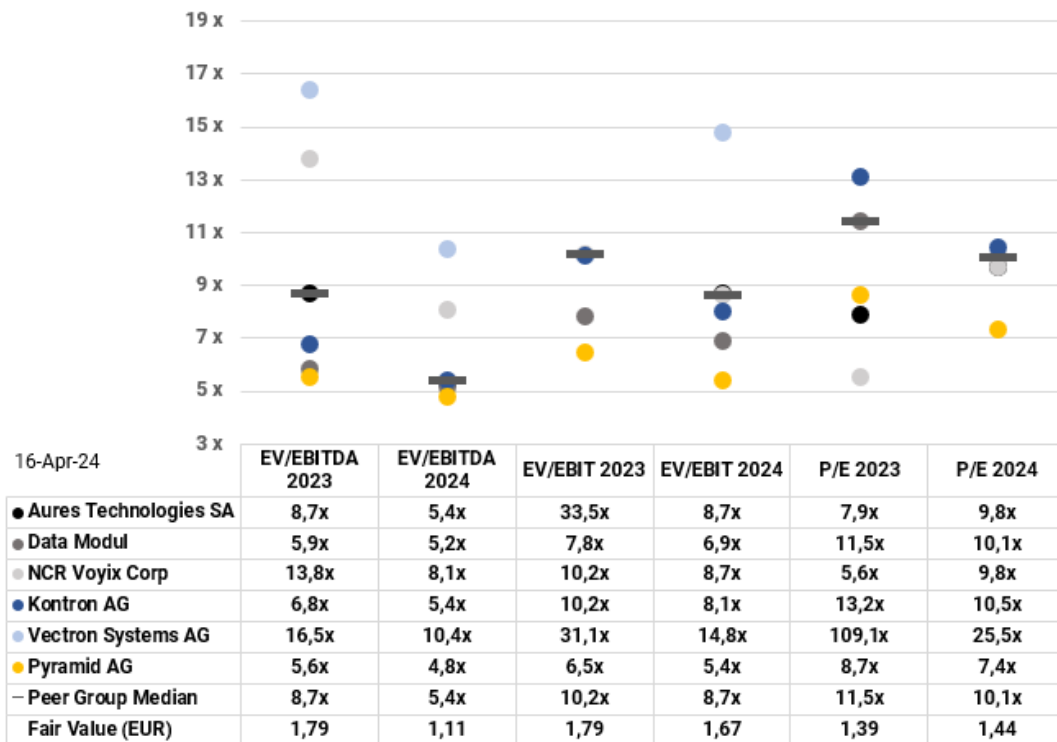 19 x
17 x
15 x
13 x
11 x
9 x
7 x
5 x
3 x
16-Apr-24 EV/EBITDA 2023 EV/EBITDA 2024 EV/EBIT 2023 EV/EBIT 2024 P/E 2023 P/E 2024
Aures Technologies SA 8,7x 5,4x 33,5x 8,7x 7,9x 9,8x
Data Modul 5,9x 5,2x 7,8x 6,9x 11,5x 10,1x
NCR Voyix Corp 13,8x 8,1x 10,2x 8,7x 5,6x 9,8x
Kontron AG 6,8x 5,4x 10,2x 8,1x 13,2x 10,5x
Vectron Systems AG 16,5x 10,4x 31,1x 14,8x 109,1x 25,5x
Pyramid AG 5,6x 4,8x 6,5x 5,4x 8,7x 7,4x
Peer Group Median 8,7x 5,4x 10,2x 8,7x 11,5x 10,1x
Fair Value (EUR) 1,79 1,11 1,79 1,67 1,39 1,44